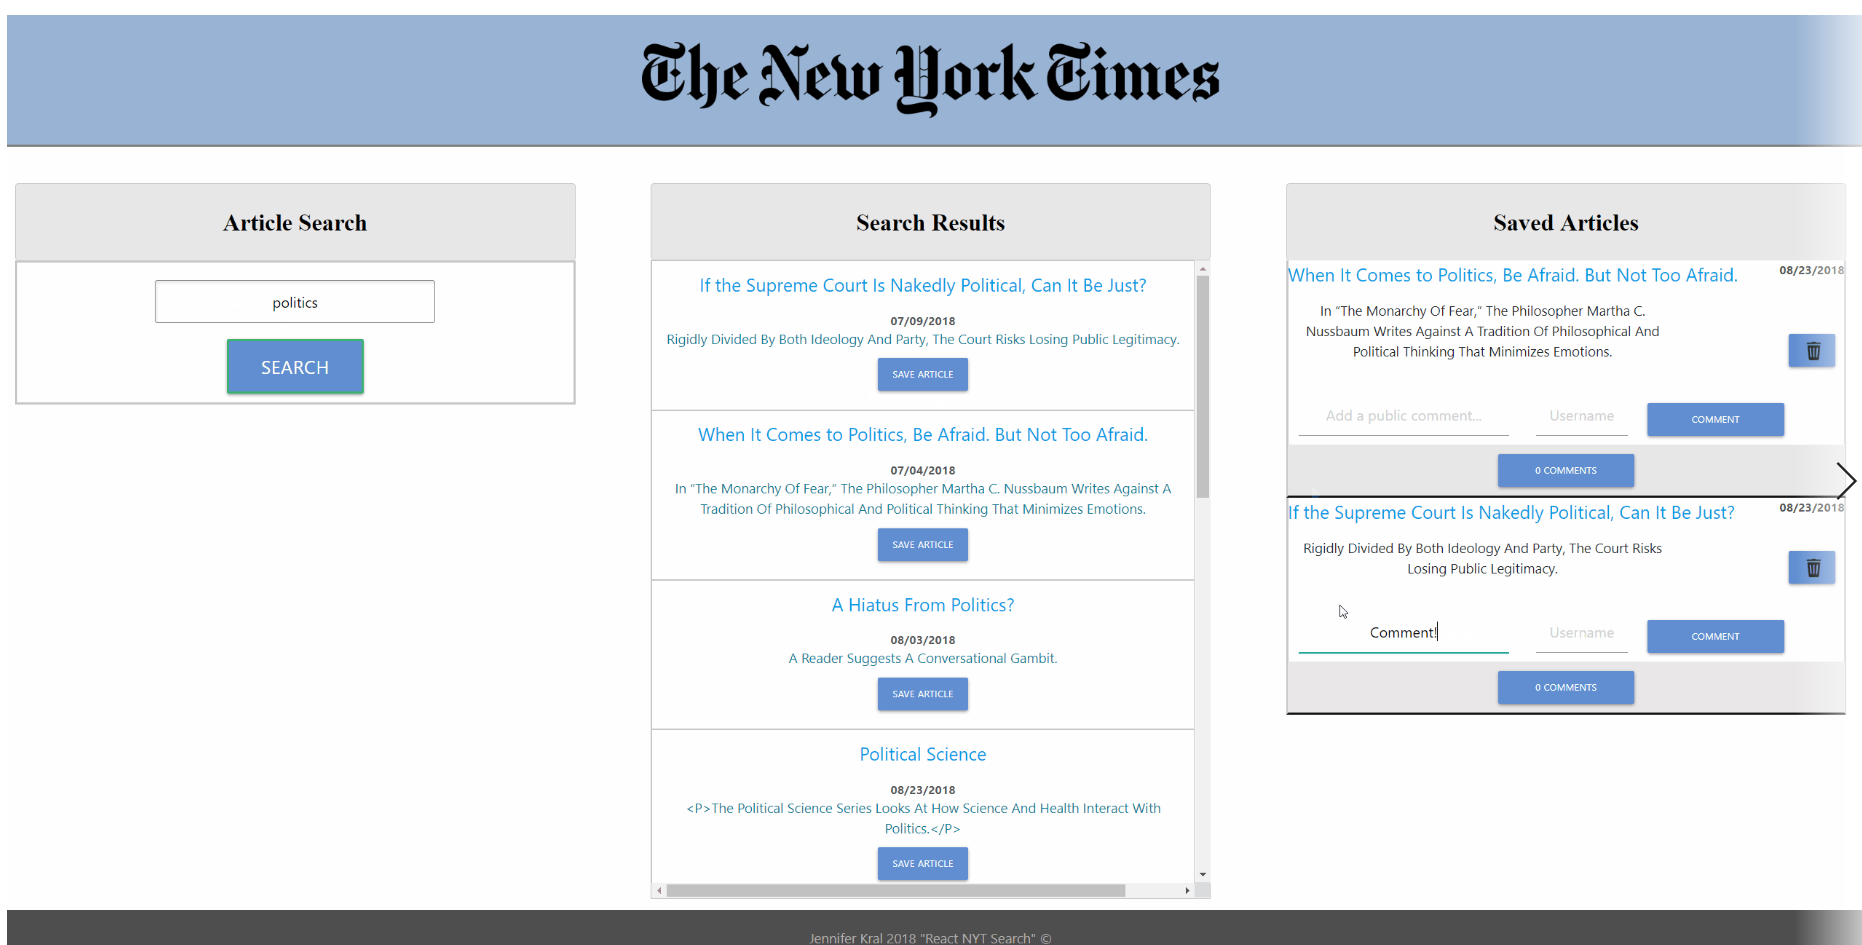 The New York Times
Article Search
politics
SEARCH
Search Results
If the Supreme Court Is Nakedly Political, Can It Be Just?
07/09/2018
Rigidly Divided By Both Ideology And Party, The Court Risks Losing Public Legitimacy.
SAVE ARTICLE
When It Comes to Politics, Be Afraid. But Not Too Afraid.
07/04/2018
In “The Monarchy Of Fear,” The Philosopher Martha C. Nussbaum Writes Against A
Tradition Of Philosophical And Political Thinking That Minimizes Emotions.
SAVE ARTICLE
A Hiatus From Politics?
08/03/2018
A Reader Suggests A Conversational Gambit.
SAVE ARTICLE
Political Science
08/23/2018
<P>The Political Science Series Looks At How Science And Health Interact With
Politics.</P>
SAVE ARTICLE
Saved Articles
When It Comes to Politics, Be Afraid. But Not Too Afraid.
08/23/2018
In “The Monarchy Of Fear,” The Philosopher Martha C.
Nussbaum Writes Against A Tradition Of Philosophical And
Political Thinking That Minimizes Emotions.
Add a public comment...
Username
COMMENT
0 COMMENTS
If the Supreme Court Is Nakedly Political, Can It Be Just?
08/23/2018
Rigidly Divided By Both Ideology And Party, The Court Risks
Losing Public Legitimacy.
Comment!
Username
COMMENT
0 COMMENTS
Jennifer Kral 2018 "React NYT Search" ©